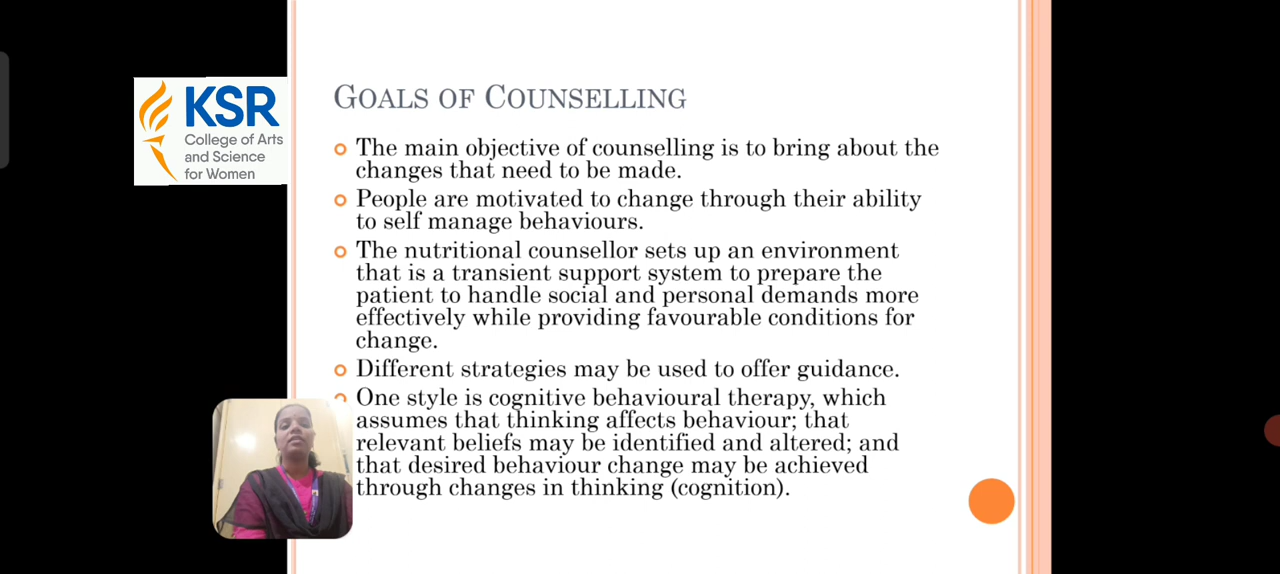 KSR
College of Arts
and Science
for Women
GOALS OF COUNSELLING
The main objective of counselling is to bring about the
changes that need to be made.
People are motivated to change through their ability
to self manage behaviours.
The nutritional counsellor sets up an environment
that is a transient support system to prepare the
patient to handle social and personal demands more
effectively while providing favourable conditions for
change.
Different strategies may be used to offer guidance.
One style is cognitive behavioural therapy, which
assumes that thinking affects behaviour; that
relevant beliefs may be identified and altered; and
that desired behaviour change may be achieved
through changes in thinking (cognition).